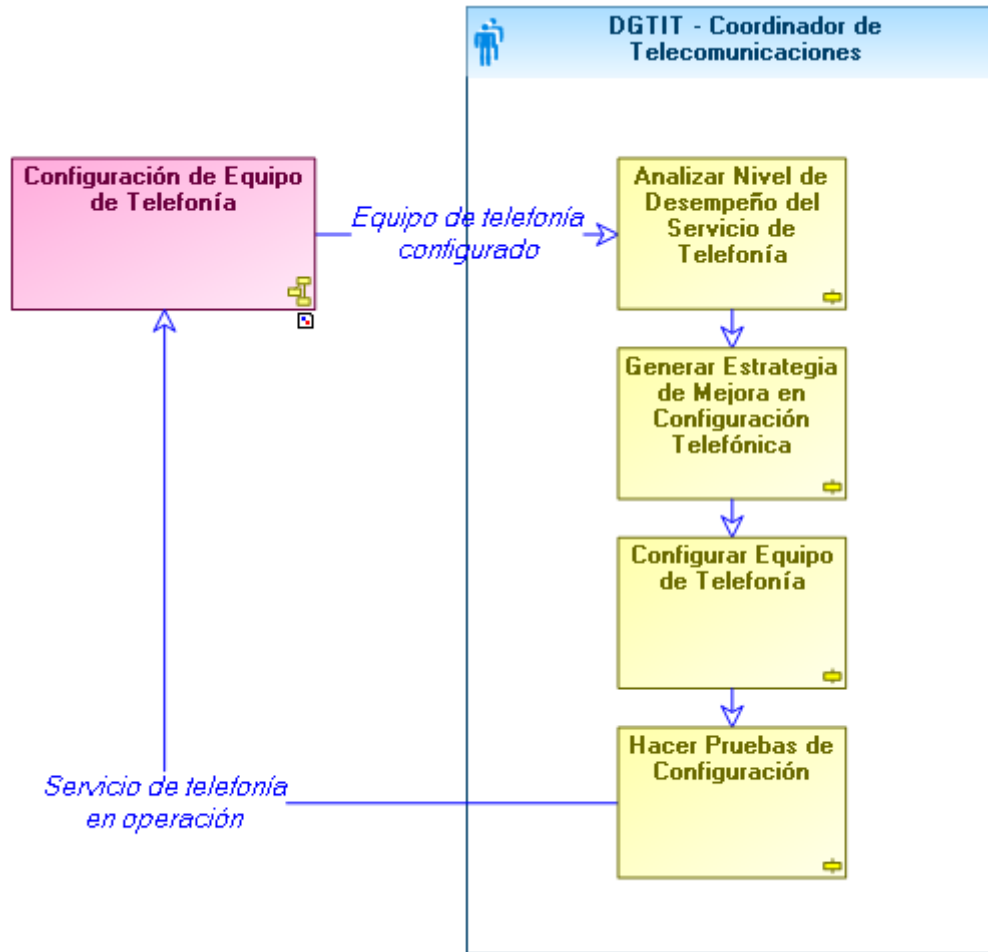 DGTIT - Coordinador de
Telecomunicaciones
Configuración de Equipo
de Telefonía
Equipo de telefonía
configurado
Analizar Nivel de
Desempeño del
Servicio de
Telefonía
Generar Estrategia
de Mejora en
Configuración
Telefónica
Configurar Equipo
de Telefonía
Hacer Pruebas de
Configuración
Servicio de telefonía
en operación